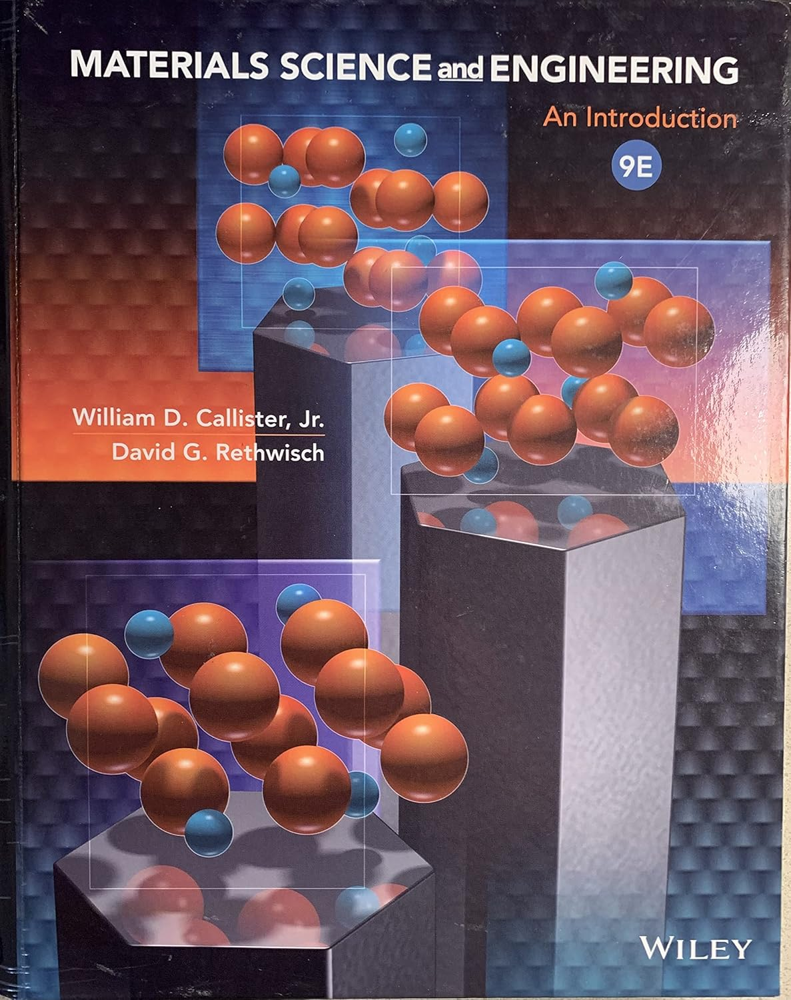 MATERIALS SCIENCE and ENGINEERING
An Introduction
9E
William D. Callister, Jr.
David G. Rethwisch
WILEY